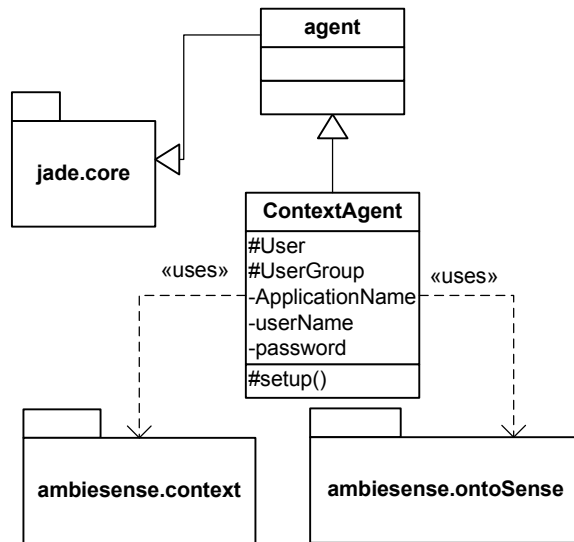 agent
jade.core
ContextAgent
#User
#UserGroup
-ApplicationName
-userName
-password
#setup()
«uses»
«uses»
ambiesense.context
ambiesense.ontoSense